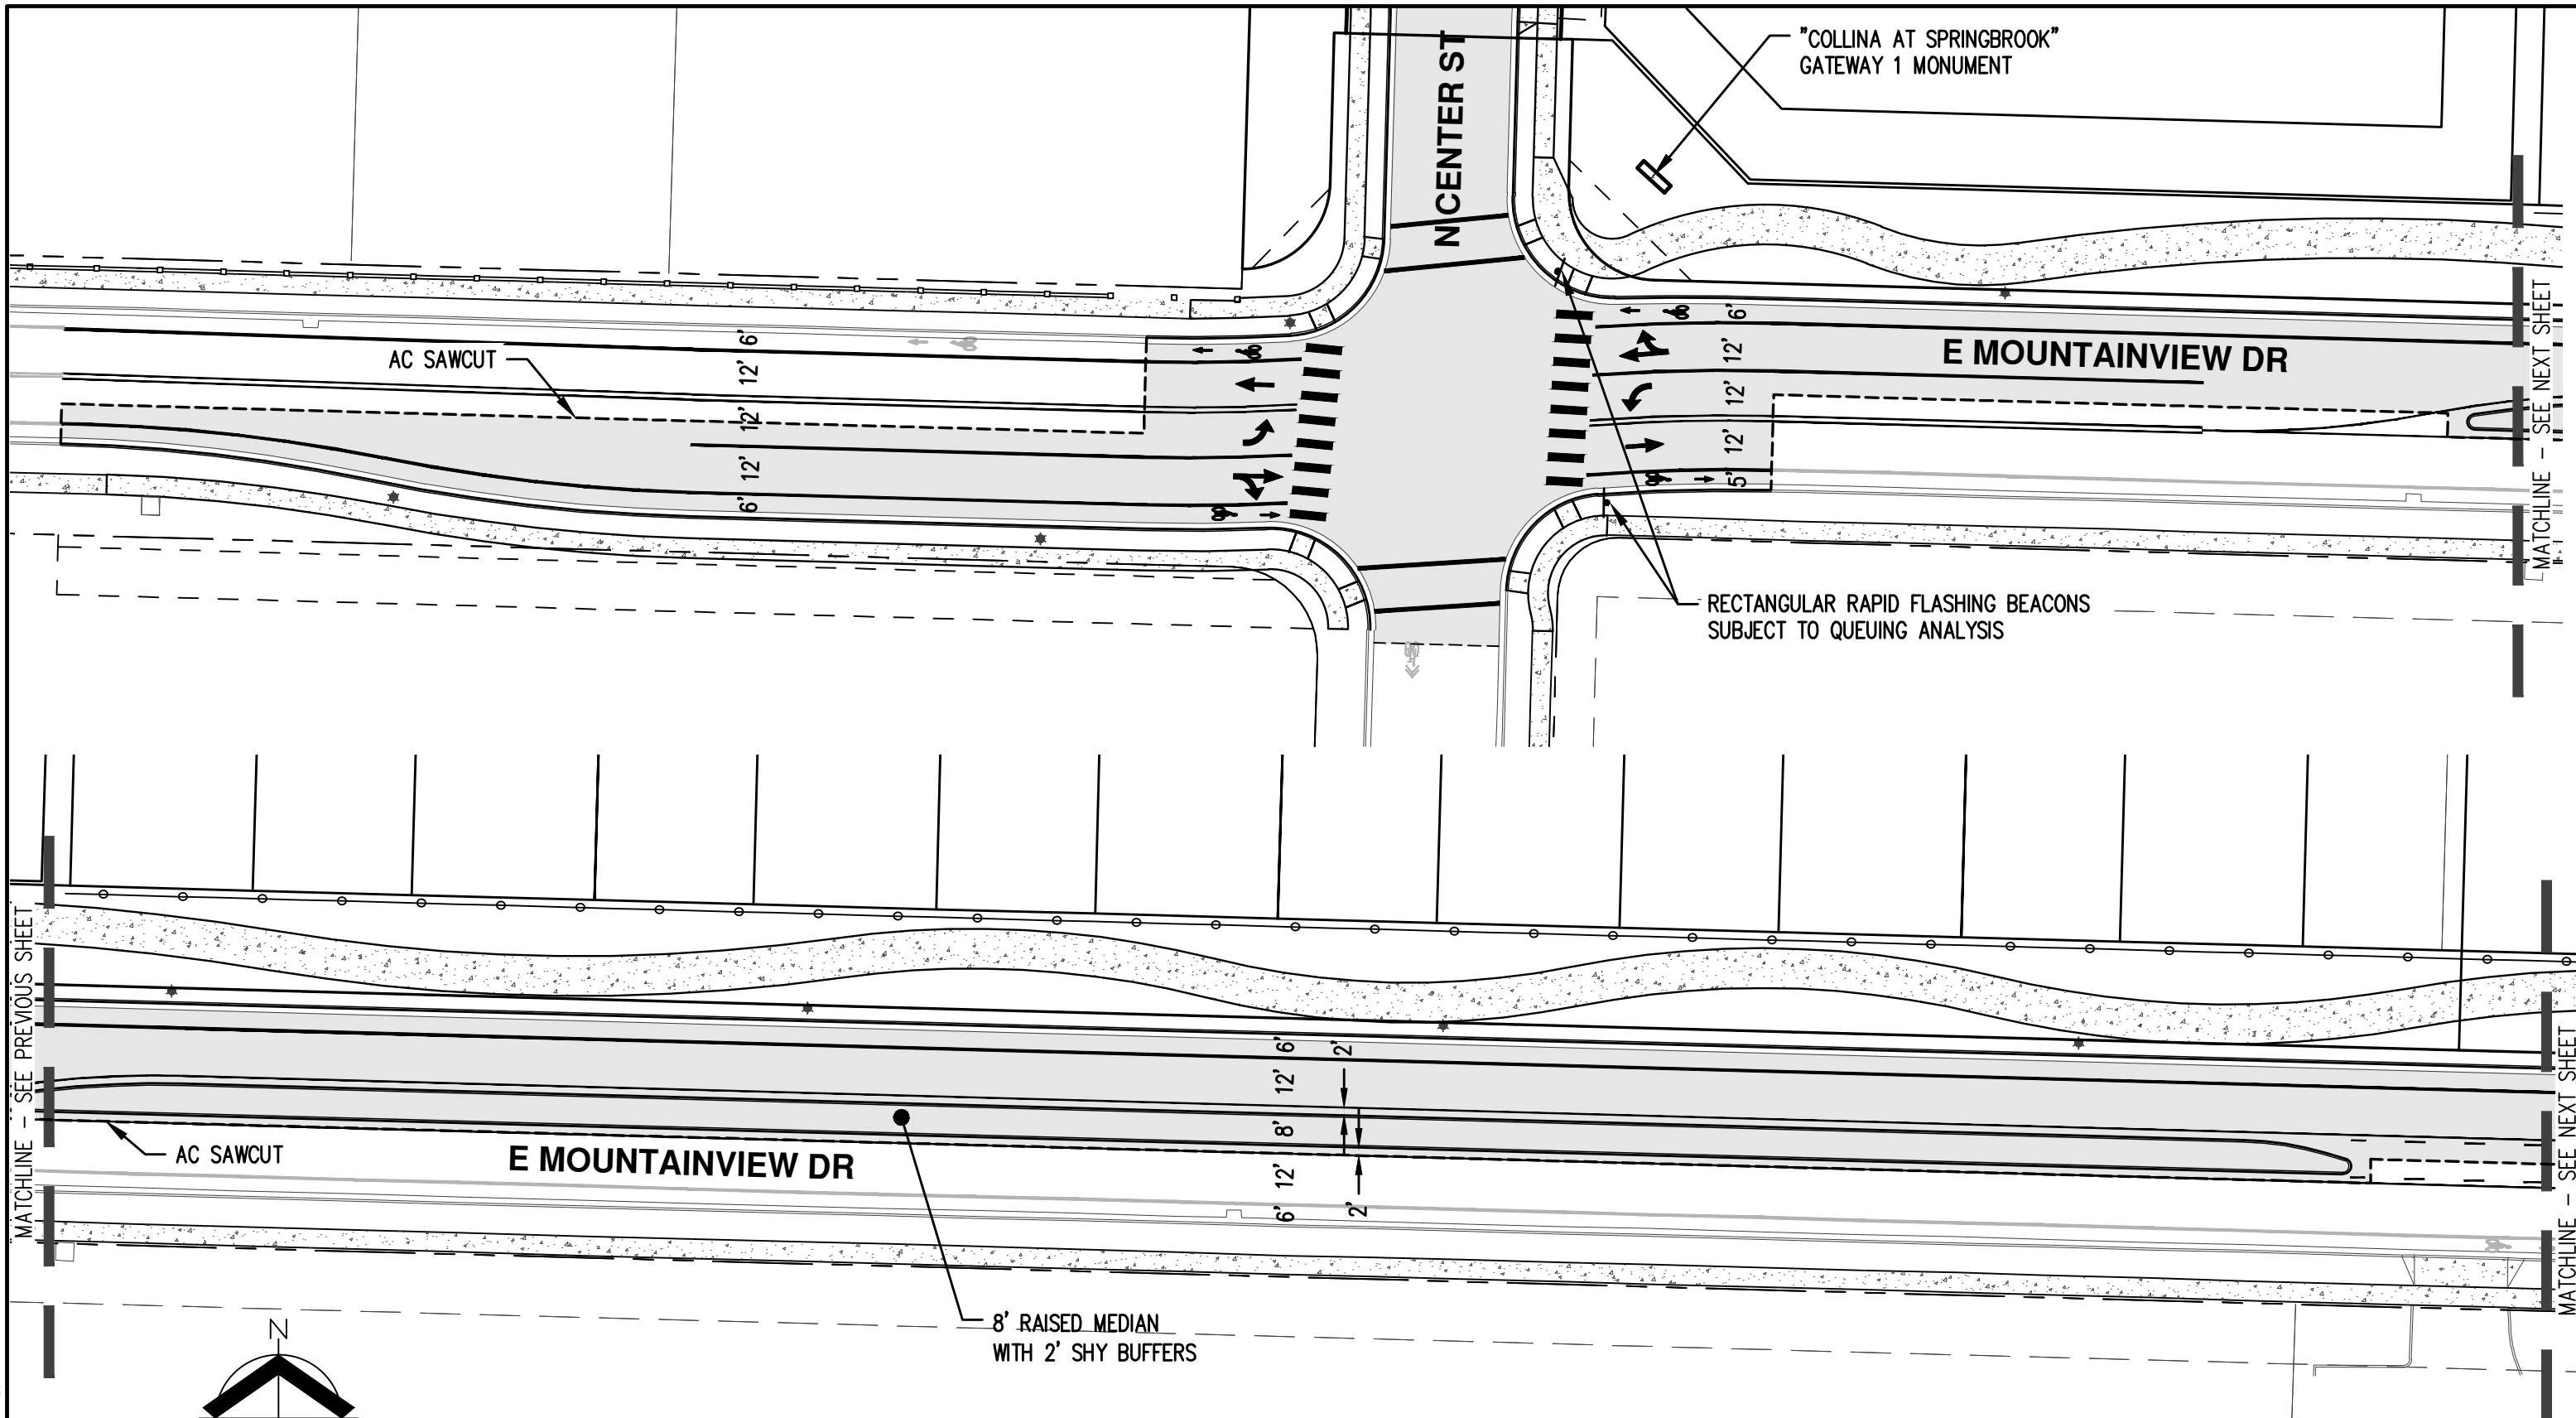 "COLLINA AT SPRINGBROOK"
GATEWAY 1 MONUMENT
N CENTER ST
AC SAWCUT
6'
12'
12'
12'
6'
6'
12'
12'
12'
5'
E MOUNTAINVIEW DR
MATCHLINE - SEE NEXT SHEET
RECTANGULAR RAPID FLASHING BEACONS
SUBJECT TO QUEUING ANALYSIS
MATCHLINE - SEE PREVIOUS SHEET
AC SAWCUT
E MOUNTAINVIEW DR
6'
12'
8'
12'
6'
2'
2'
8' RAISED MEDIAN
WITH 2' SHY BUFFERS
MATCHLINE - SEE NEXT SHEET
N